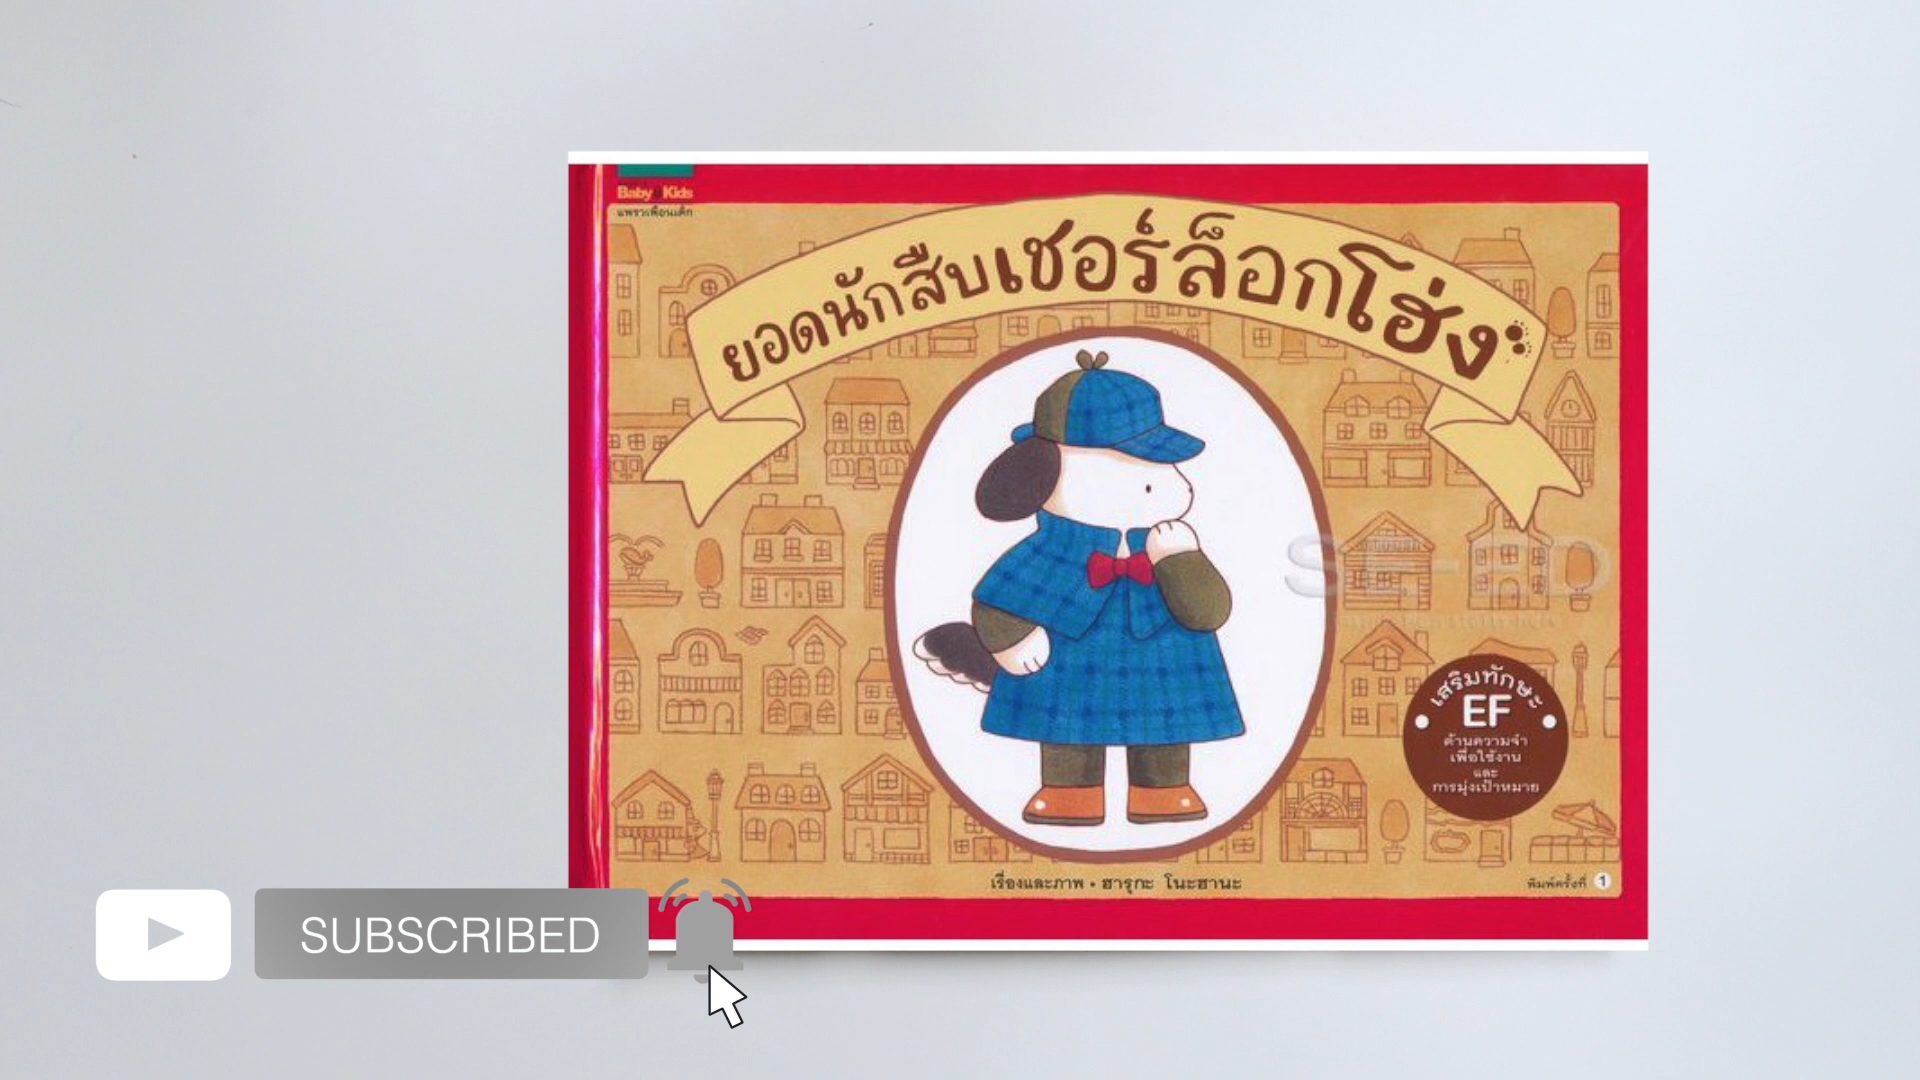 Baby Kids
แพรวเพื่อนเด็ก
ยอดนักสืบเชอร์ล็อกโฮ่ง
SE-ED
เสริมทักษะ
EF
ด้านความจำ
เพื่อใช้งาน
และ
การมุ่งเป้าหมาย
เรื่องและภาพ • ฮารุกะ โนะฮานะ
พิมพ์ครั้งที่ 1
SUBSCRIBED